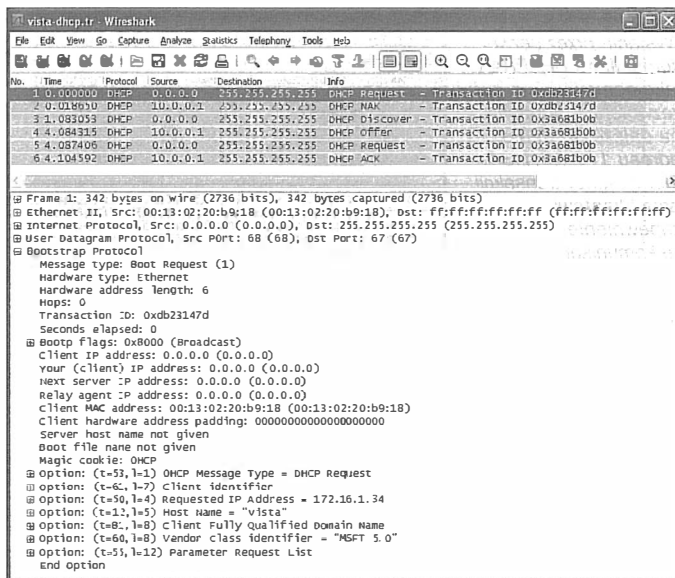 vista-dhcp.tr - Wireshark
File Edit View Go Capture Analyze Statistics Telephony Tools Help
No. Time Protocol Source Destination Info
1 0.000000 DHCP 0.0.0.0 255.255.255.255 DHCP Request - Transaction ID 0xdb23147d
2 0.018650 DHCP 10.0.0.1 255.255.255.255 DHCP NAK - Transaction ID 0xdb23147d
3 1.083053 DHCP 0.0.0.0 255.255.255.255 DHCP Discover - Transaction ID 0x3a681b0b
4 4.084315 DHCP 10.0.0.1 255.255.255.255 DHCP Offer - Transaction ID 0x3a681b0b
5 4.087406 DHCP 0.0.0.0 255.255.255.255 DHCP Request - Transaction ID 0x3a681b0b
6 4.104592 DHCP 10.0.0.1 255.255.255.255 DHCP ACK - Transaction ID 0x3a681b0b
Frame 1: 342 bytes on wire (2736 bits), 342 bytes captured (2736 bits)
Ethernet II, Src: 00:13:02:20:b9:18 (00:13:02:20:b9:18), Dst: ff:ff:ff:ff:ff:ff (ff:ff:ff:ff:ff:ff)
Internet Protocol, Src: 0.0.0.0 (0.0.0.0), Dst: 255.255.255.255 (255.255.255.255)
User Datagram Protocol, Src Port: 68 (68), Dst Port: 67 (67)
Bootstrap Protocol
Message type: Boot Request (1)
Hardware type: Ethernet
Hardware address length: 6
Hops: 0
Transaction ID: 0xdb23147d
Seconds elapsed: 0
Bootp flags: 0x8000 (Broadcast)
Client IP address: 0.0.0.0 (0.0.0.0)
Your (client) IP address: 0.0.0.0 (0.0.0.0)
Next server IP address: 0.0.0.0 (0.0.0.0)
Relay agent IP address: 0.0.0.0 (0.0.0.0)
Client MAC address: 00:13:02:20:b9:18 (00:13:02:20:b9:18)
Client hardware address padding: 00000000000000000000
Server host name not given
Boot file name not given
Magic cookie: DHCP
Option: (t=53,l=1) DHCP Message Type = DHCP Request
Option: (t=61,l=7) Client identifier
Option: (t=50,l=4) Requested IP Address = 172.16.1.34
Option: (t=12,l=5) Host Name = "vista"
Option: (t=81,l=8) Client Fully Qualified Domain Name
Option: (t=60,l=8) Vendor class identifier = "MSFT 5.0"
Option: (t=55,l=12) Parameter Request List
End Option